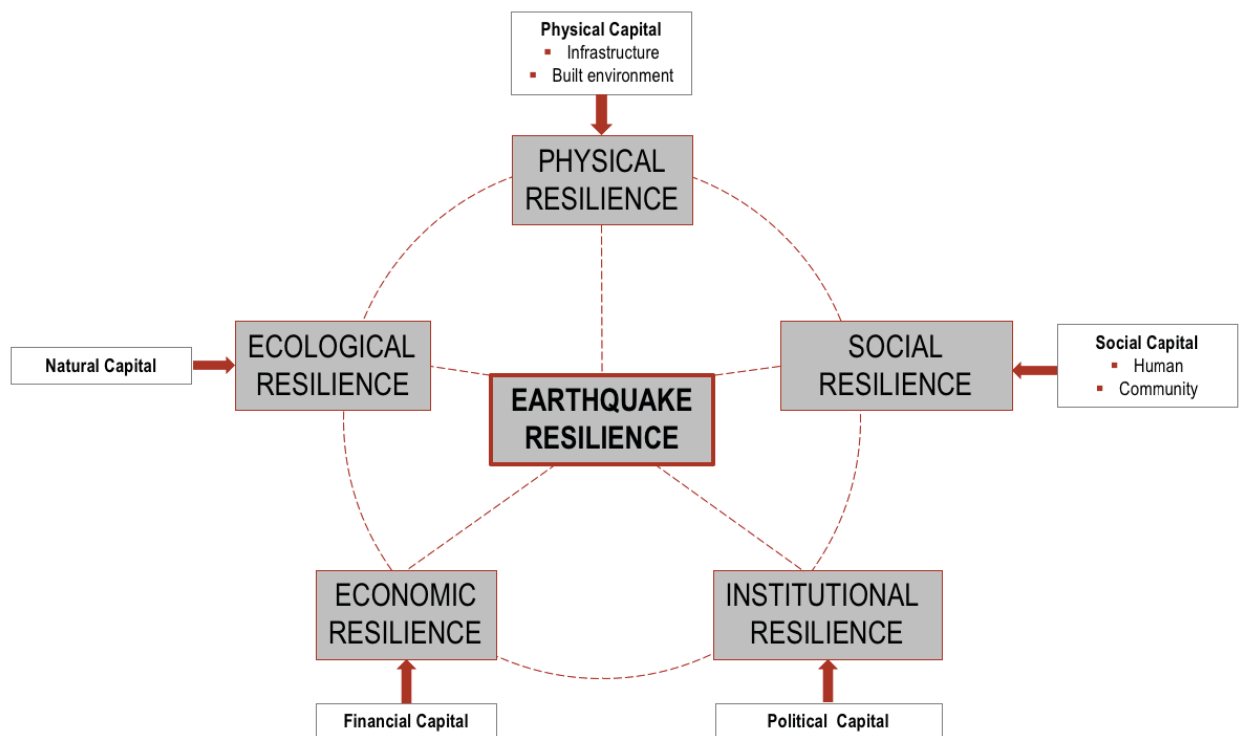 Physical Capital
▪ Infrastructure
▪ Built environment
PHYSICAL
RESILIENCE
ECOLOGICAL
RESILIENCE
SOCIAL
RESILIENCE
Natural Capital
Social Capital
▪ Human
▪ Community
EARTHQUAKE
RESILIENCE
ECONOMIC
RESILIENCE
INSTITUTIONAL
RESILIENCE
Financial Capital
Political Capital